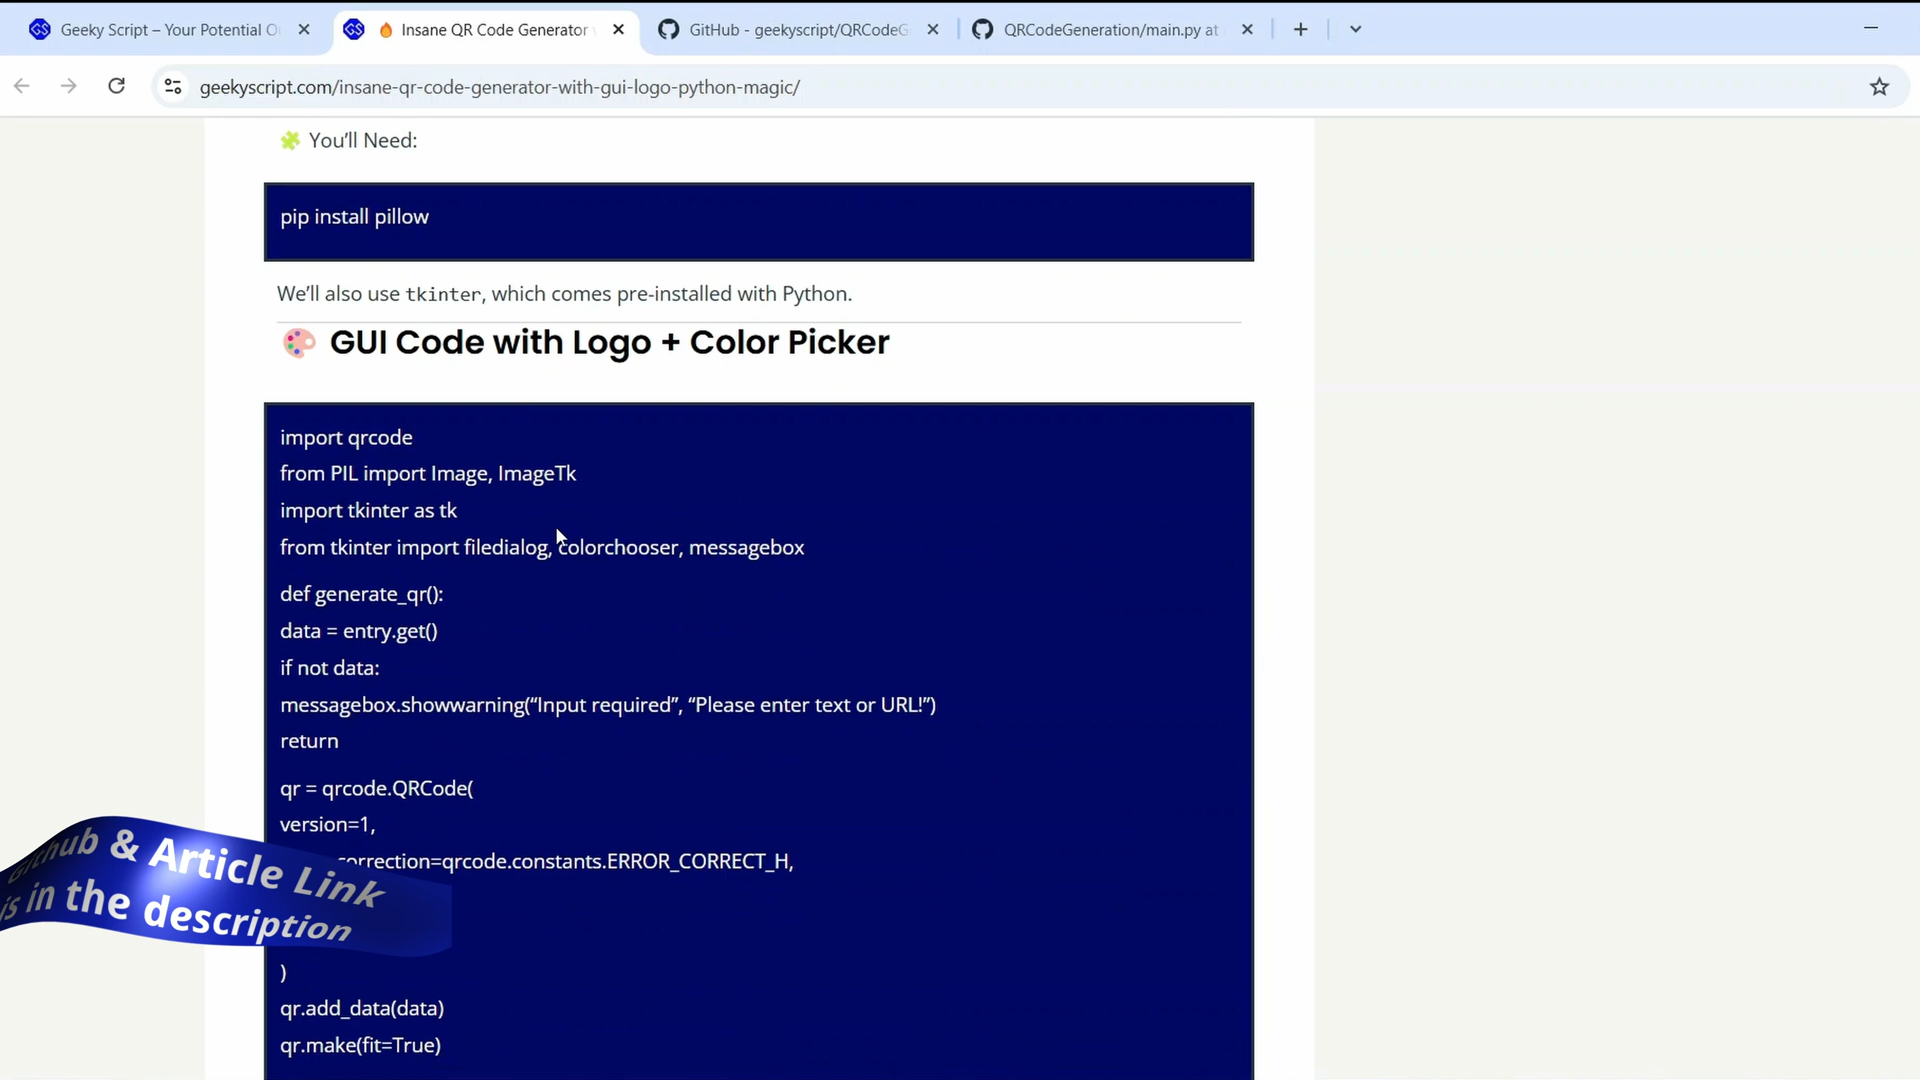 Geeky Script – Your Potential O
🔥 Insane QR Code Generator
GitHub - geekyscript/QRCodeG
QRCodeGeneration/main.py at
geekyscript.com/insane-qr-code-generator-with-gui-logo-python-magic/
🧩 You’ll Need:
pip install pillow
We’ll also use tkinter, which comes pre-installed with Python.
🎨 GUI Code with Logo + Color Picker
import qrcode
from PIL import Image, ImageTk
import tkinter as tk
from tkinter import filedialog, colorchooser, messagebox
def generate_qr():
data = entry.get()
if not data:
messagebox.showwarning(“Input required”, “Please enter text or URL!”)
return
qr = qrcode.QRCode(
version=1,
correction=qrcode.constants.ERROR_CORRECT_H,
)
qr.add_data(data)
qr.make(fit=True)
Github & Article Link
is in the description